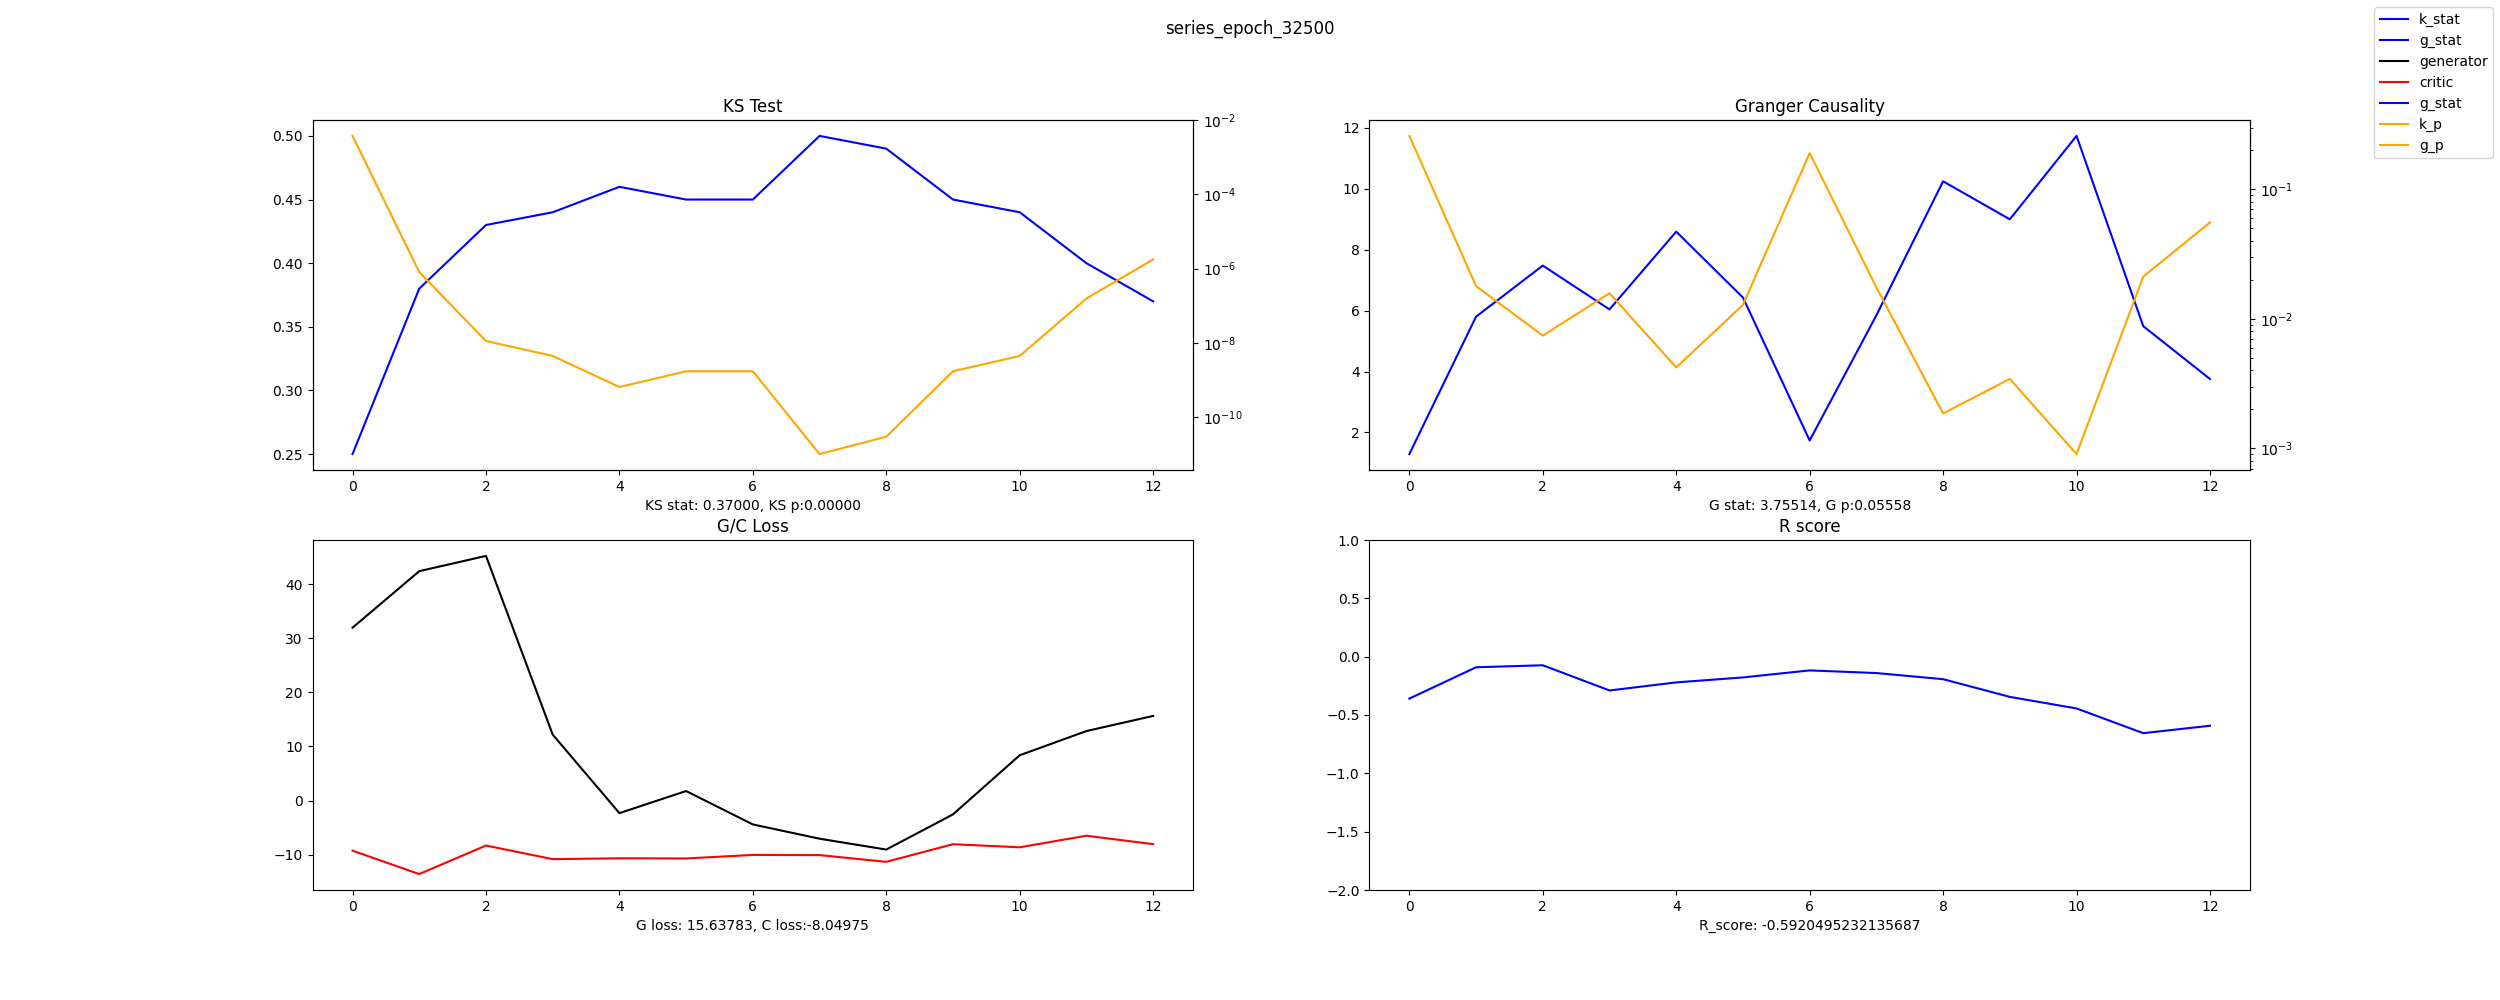 series_epoch_32500
k_stat
g_stat
generator
critic
g_stat
k_p
g_p
KS Test
0.50
0.45
0.40
0.35
0.30
0.25
10⁻²
10⁻⁴
10⁻⁶
10⁻⁸
10⁻¹⁰
0 2 4 6 8 10 12
KS stat: 0.37000, KS p:0.00000
Granger Causality
12
10
8
6
4
2
10⁻¹
10⁻²
10⁻³
0 2 4 6 8 10 12
G stat: 3.75514, G p:0.05558
G/C Loss
40
30
20
10
0
−10
0 2 4 6 8 10 12
G loss: 15.63783, C loss:-8.04975
R score
1.0
0.5
0.0
−0.5
−1.0
−1.5
−2.0
0 2 4 6 8 10 12
R_score: -0.5920495232135687